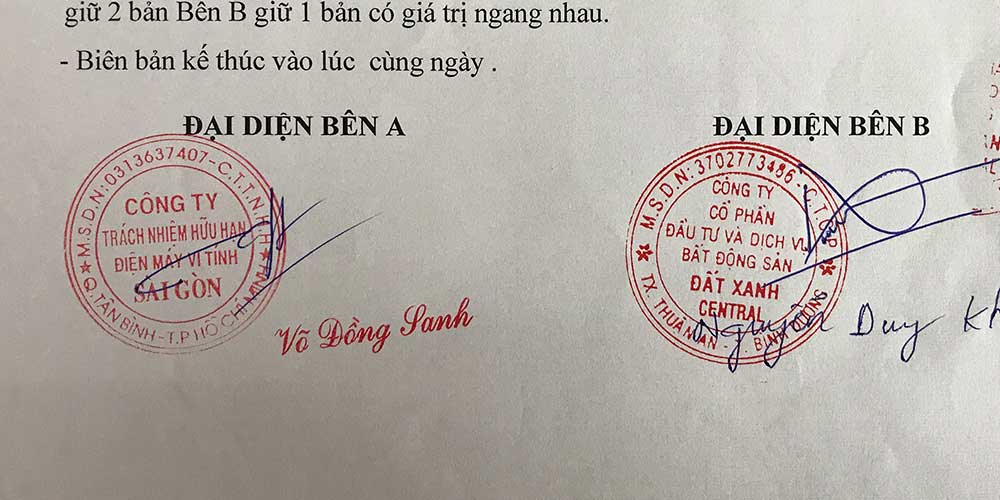 giữ 2 bản Bên B giữ 1 bản có giá trị ngang nhau.
- Biên bản kế thúc vào lúc cùng ngày .
ĐẠI DIỆN BÊN A
ĐẠI DIỆN BÊN B
M.S.D.N:0313637407-C.T.T.N.H.H
CÔNG TY
TRÁCH NHIỆM HỮU HẠN
ĐIỆN MÁY VI TÍNH
SÀI GÒN
Q.TÂN BÌNH-T.P HỒ CHÍ MINH
Võ Đồng Sanh
M.S.D.N:3702773486-C.T.C.P
CÔNG TY
CỔ PHẦN
ĐẦU TƯ VÀ DỊCH VỤ
BẤT ĐỘNG SẢN
ĐẤT XANH
CENTRAL
TX. THUẬN AN - T. BÌNH DƯƠNG
Nguyễn Duy Kh